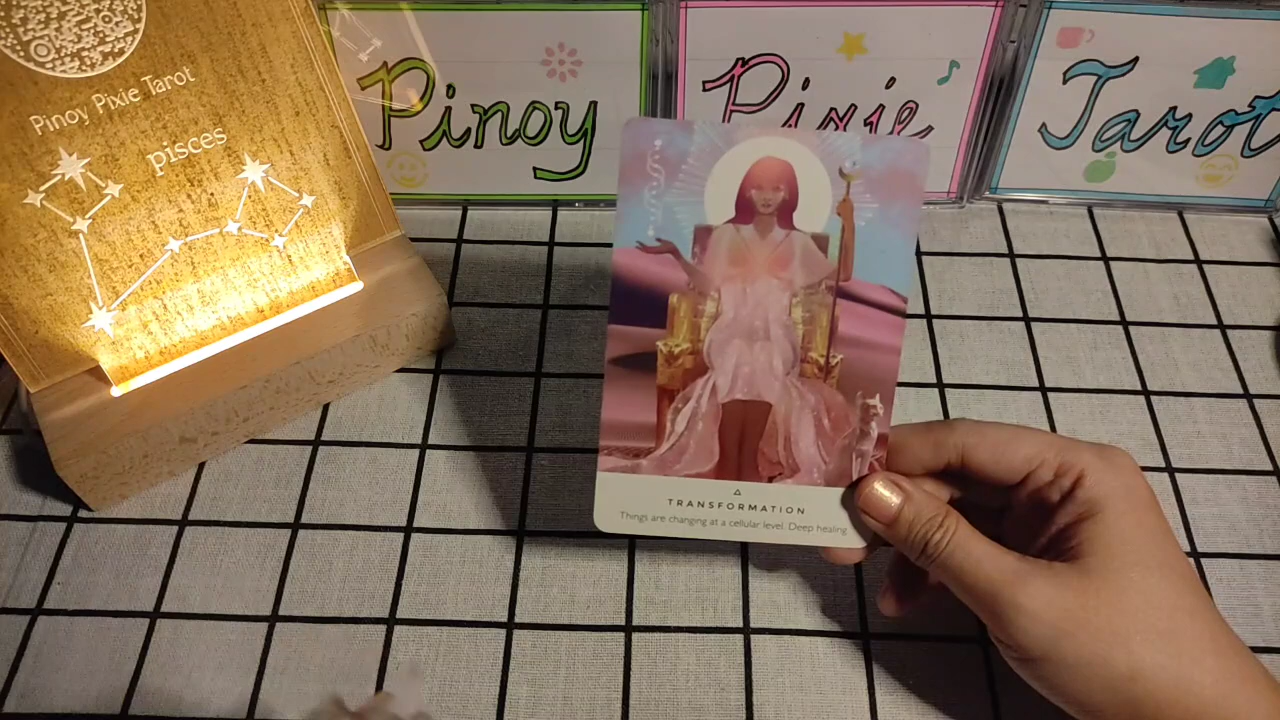 Pinoy Pixie Tarot
pisces
Pinoy
Pixie
Tarot
TRANSFORMATION
Things are changing at a cellular level. Deep healing